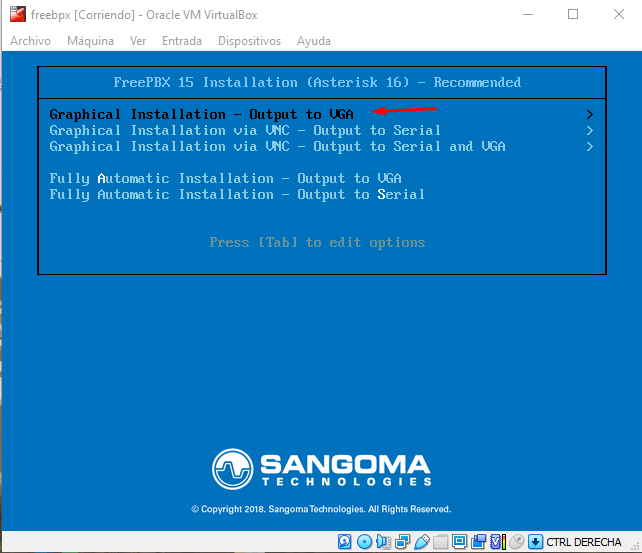 freebpx [Corriendo] - Oracle VM VirtualBox
Archivo Máquina Ver Entrada Dispositivos Ayuda
FreePBX 15 Installation (Asterisk 16) - Recommended
Graphical Installation - Output to VGA >
Graphical Installation via VNC - Output to Serial >
Graphical Installation via VNC - Output to Serial and VGA >
Fully Automatic Installation - Output to VGA
Fully Automatic Installation - Output to Serial
Press [Tab] to edit options
SANGOMA
TECHNOLOGIES
© Copyright 2018. Sangoma Technologies. All Rights Reserved.
CTRL DERECHA